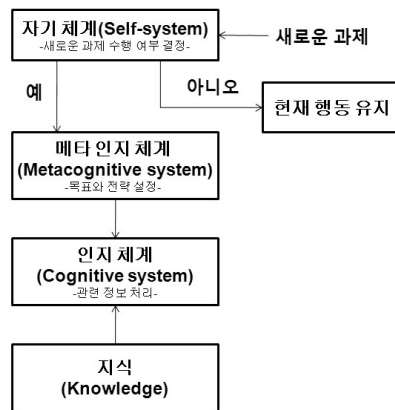 자기 체계(Self-system)
-새로운 과제 수행 여부 결정-
새로운 과제
예
아니오
현재 행동 유지
메타 인지 체계
(Metacognitive system)
-목표와 전략 설정-
인지 체계
(Cognitive system)
-관련 정보 처리-
지식
(Knowledge)